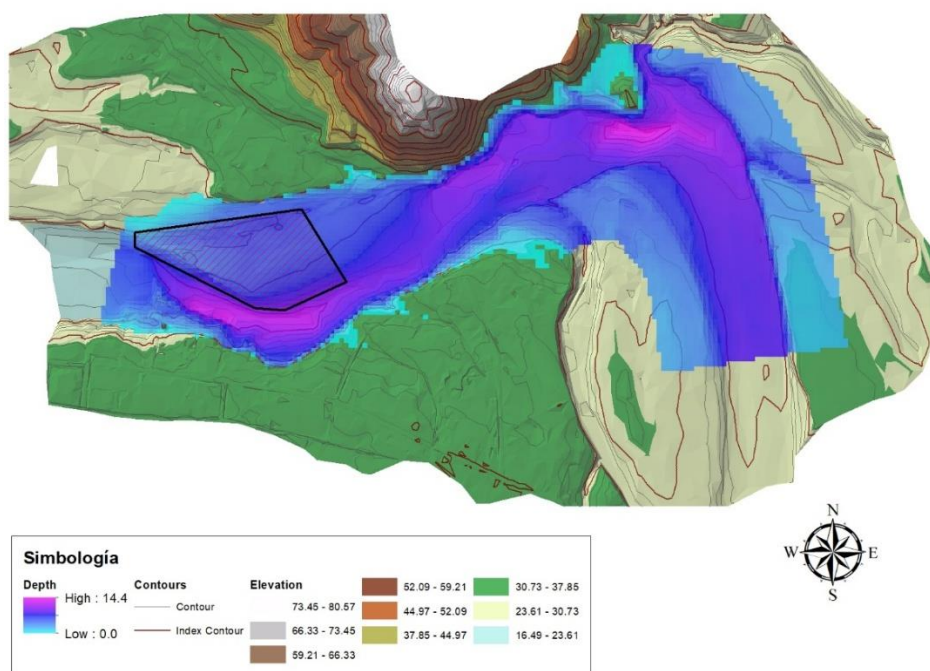 N
W E
S
Simbología
Depth
High : 14.4
Low : 0.0
Contours
Contour
Index Contour
Elevation
73.45 - 80.57
66.33 - 73.45
59.21 - 66.33
52.09 - 59.21
44.97 - 52.09
37.85 - 44.97
30.73 - 37.85
23.61 - 30.73
16.49 - 23.61